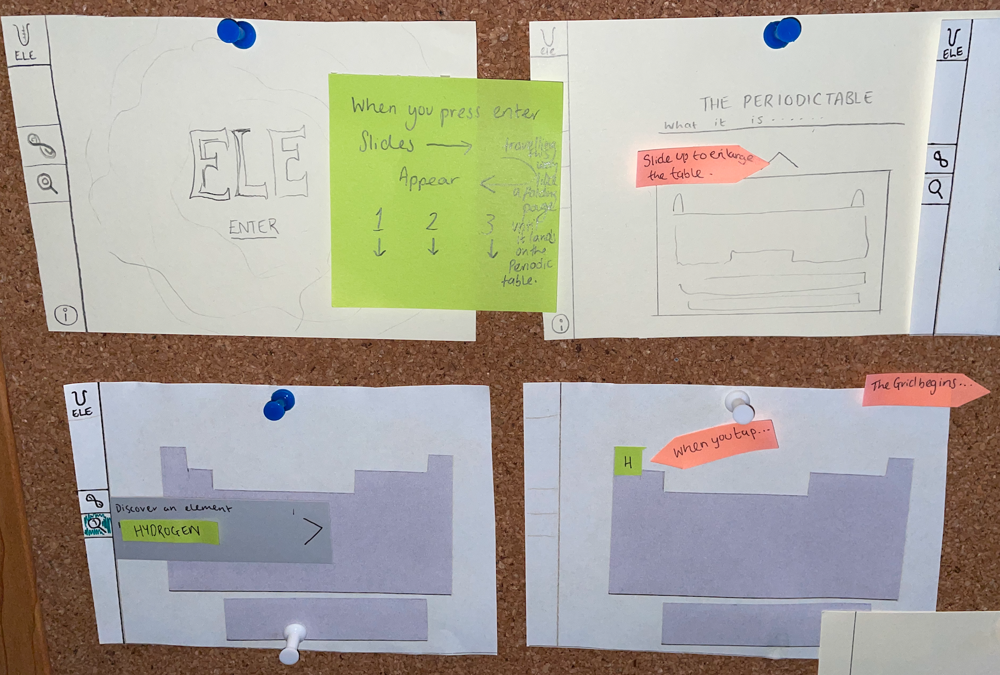 ELE
ELE
ENTER
When you press enter
Slides
Appear
1 2 3
travelling
this
way
like
a folding
page
until
it lands
on the
Periodic
table.
ele
THE PERIODIC TABLE
What it is ......
Slide up to enlarge
the table.
ELE
ELE
Discover an element
HYDROGEN
The Grid begins...
When you tap...
H